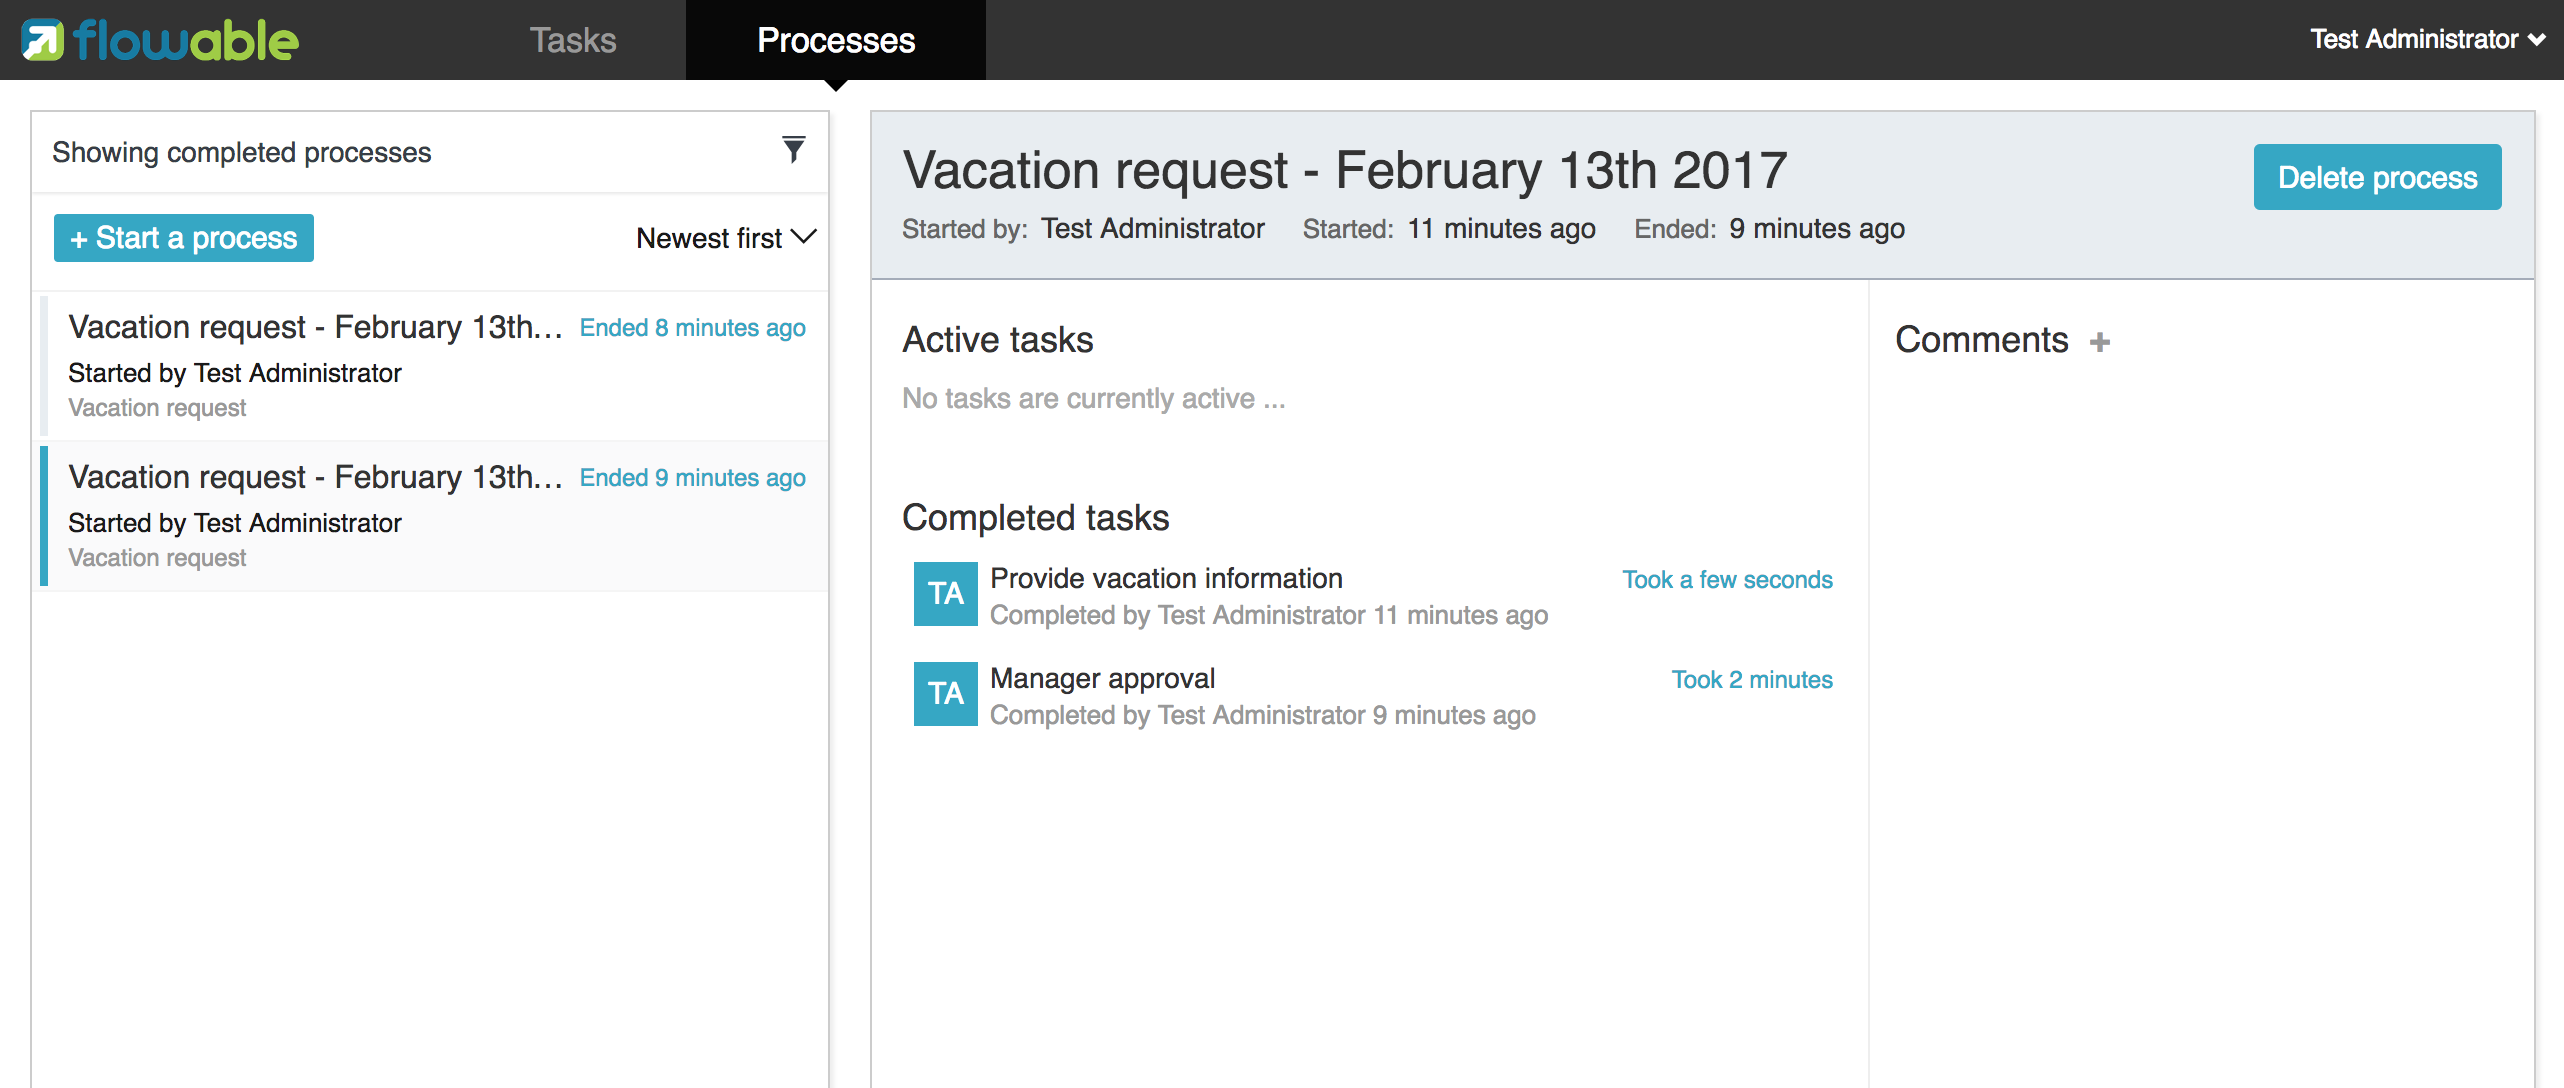 flowable
Tasks
Processes
Test Administrator
Showing completed processes
+ Start a process
Newest first
Vacation request - February 13th...
Ended 8 minutes ago
Started by Test Administrator
Vacation request
Vacation request - February 13th...
Ended 9 minutes ago
Started by Test Administrator
Vacation request
Vacation request - February 13th 2017
Delete process
Started by: Test Administrator Started: 11 minutes ago Ended: 9 minutes ago
Active tasks
No tasks are currently active ...
Completed tasks
TA
Provide vacation information
Took a few seconds
Completed by Test Administrator 11 minutes ago
TA
Manager approval
Took 2 minutes
Completed by Test Administrator 9 minutes ago
Comments +